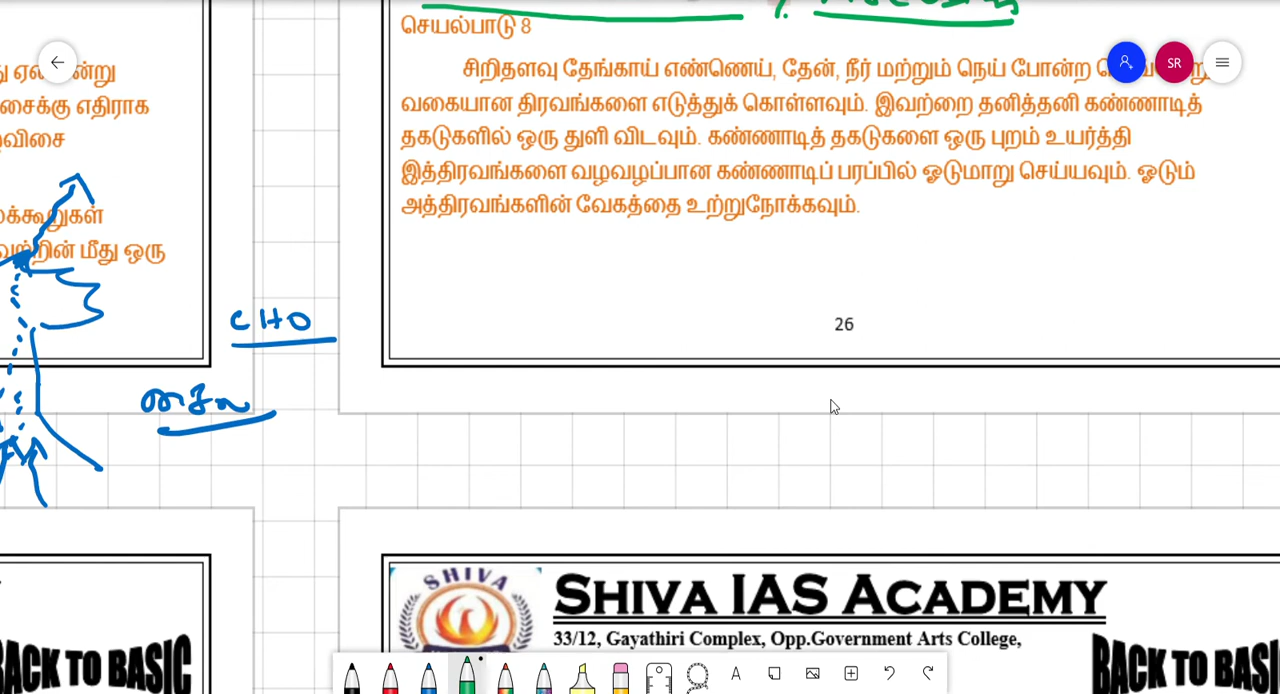 செயல்பாடு 8
சிறிதளவு தேங்காய் எண்ணெய், தேன், நீர் மற்றும் நெய் போன்ற
வகையான திரவங்களை எடுத்துக் கொள்ளவும். இவற்றை தனித்தனி கண்ணாடித்
தகடுகளில் ஒரு துளி விடவும். கண்ணாடித் தகடுகளை ஒரு புறம் உயர்த்தி
இத்திரவங்களை வழவழப்பான கண்ணாடிப் பரப்பில் ஓடுமாறு செய்யவும். ஓடும்
அத்திரவங்களின் வேகத்தை உற்றுநோக்கவும்.
26
சைக்கு எதிராக
விசை
க்கூறுகள்
வற்றின் மீது ஒரு
CHO
SR
SHIVA
SHIVA IAS ACADEMY
33/12, Gayathiri Complex, Opp.Government Arts College,
BACK TO BASIC
BACK TO BASI
A